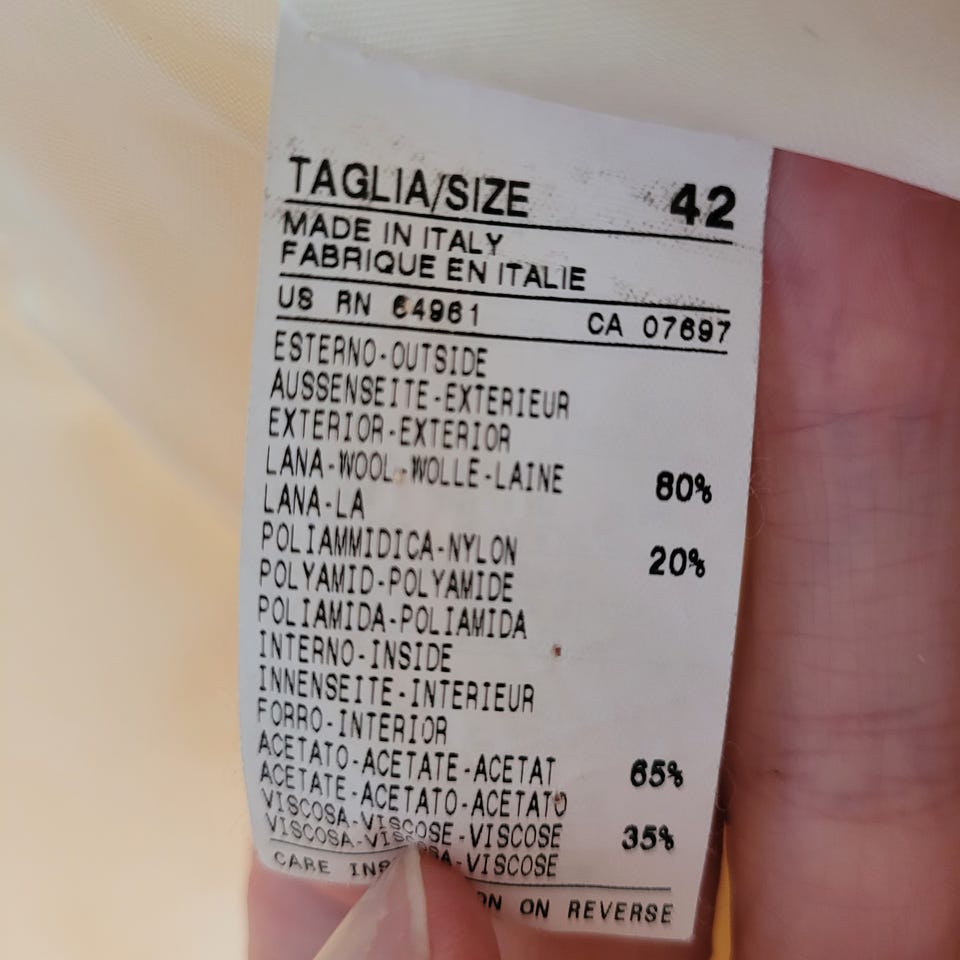 TAGLIA/SIZE 42
MADE IN ITALY
FABRIQUE EN ITALIE
US RN 64961 CA 07697
ESTERNO-OUTSIDE
AUSSENSEITE-EXTERIEUR
EXTERIOR-EXTERIOR
LANA-WOOL-WOLLE-LAINE 80%
LANA-LA
POLIAMMIDICA-NYLON 20%
POLYAMID-POLYAMIDE
POLIAMIDA-POLIAMIDA
INTERNO-INSIDE
INNENSEITE-INTERIEUR
FORRO-INTERIOR
ACETATO-ACETATE-ACETAT 65%
ACETATE-ACETATO-ACETATO
VISCOSA-VISCOSE-VISCOSE 35%
VISCOSA-VISCOSE
CARE ON REVERSE